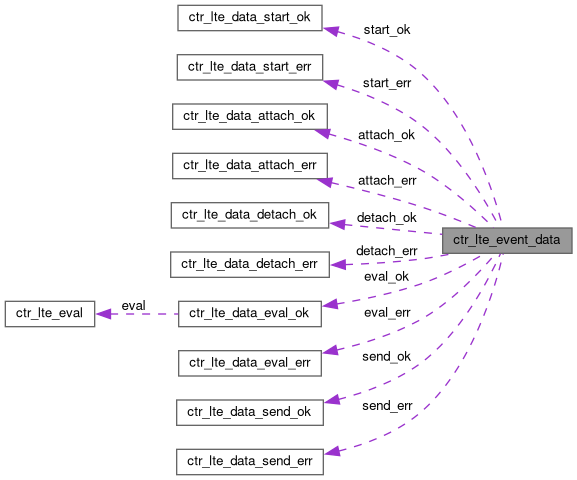 ctr_lte_data_start_ok
start_ok
ctr_lte_data_start_err
start_err
ctr_lte_data_attach_ok
attach_ok
ctr_lte_data_attach_err
attach_err
ctr_lte_data_detach_ok
detach_ok
ctr_lte_event_data
ctr_lte_data_detach_err
detach_err
eval_ok
ctr_lte_eval
eval
ctr_lte_data_eval_ok
eval_err
ctr_lte_data_eval_err
send_ok
ctr_lte_data_send_ok
send_err
ctr_lte_data_send_err